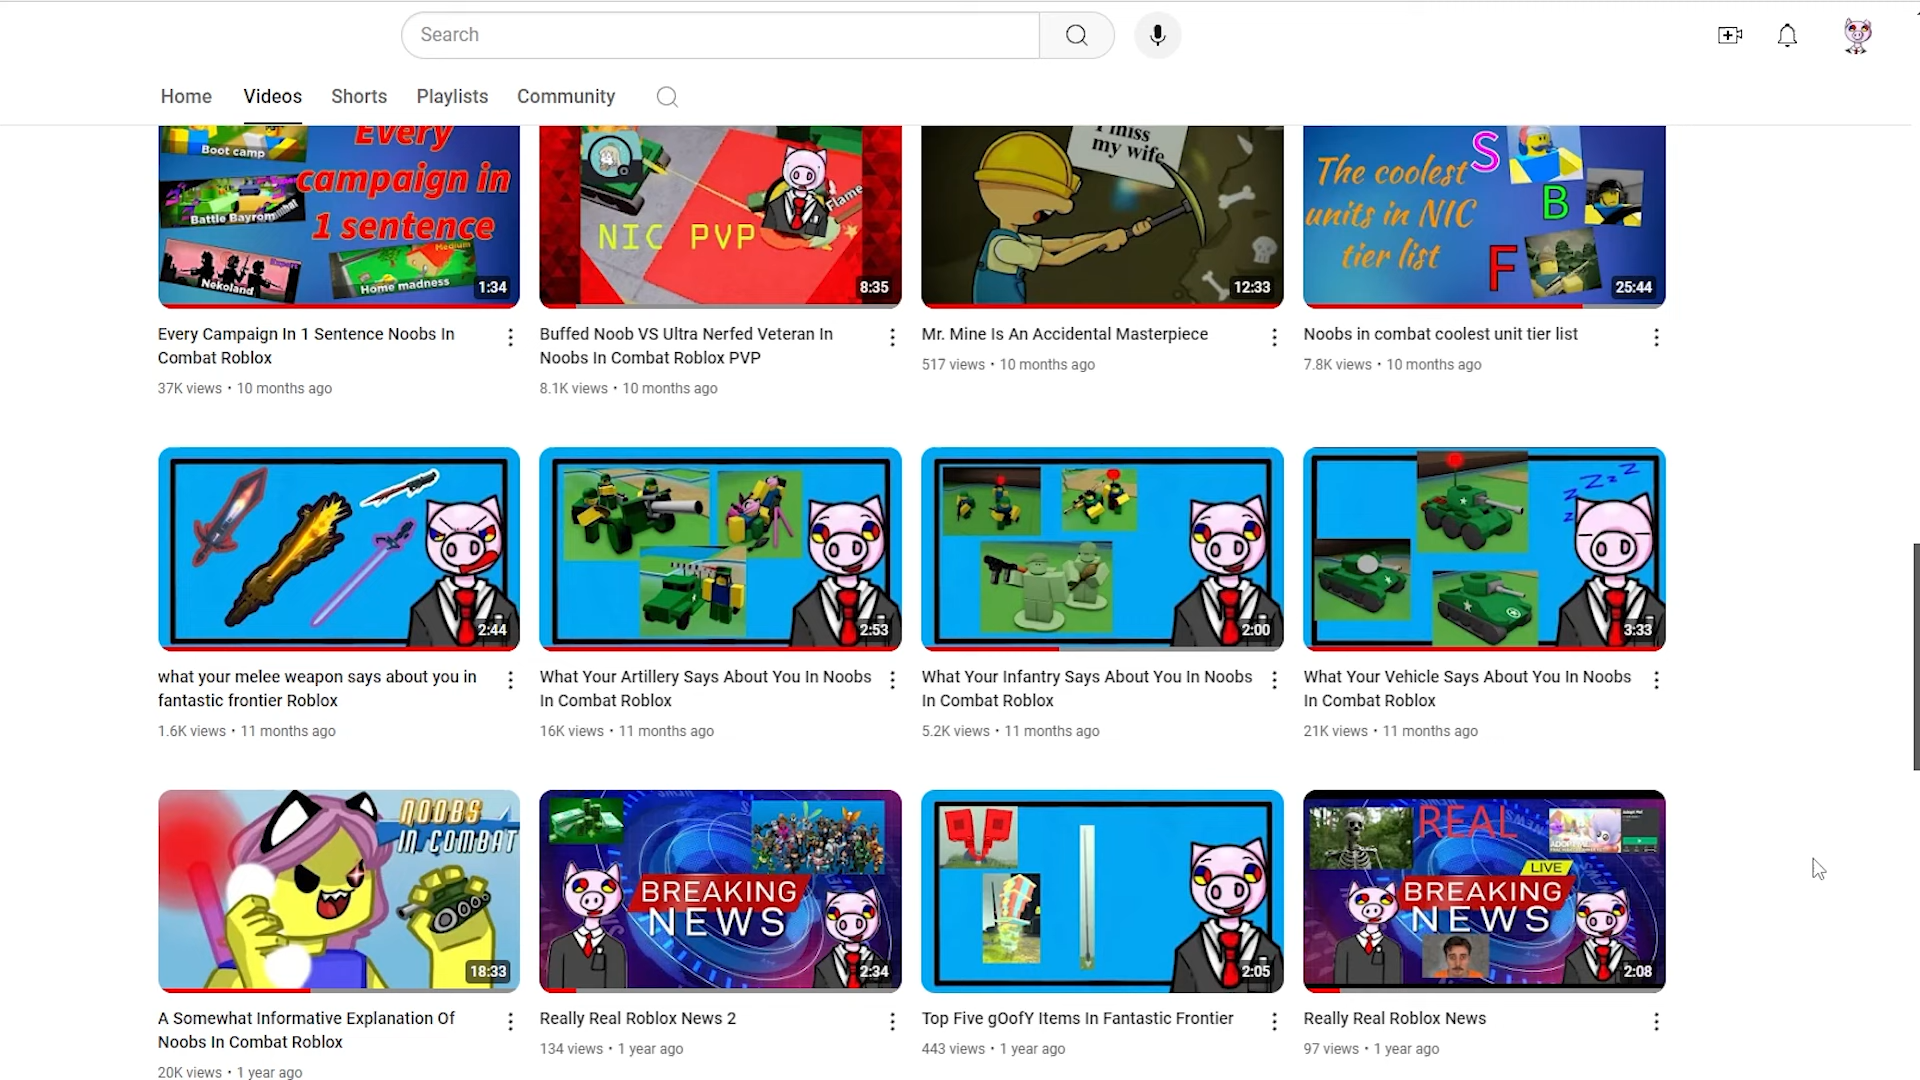 Search
Home
Videos
Shorts
Playlists
Community
Boot camp
Battle Bayrom
Nekoland
Home madness
Medium
Every
campaign in
1 sentence
1:34
NIC PVP
Flame
8:35
I miss
my wife
12:33
The coolest
units in NIC
tier list
S
B
F
25:44
Every Campaign In 1 Sentence Noobs In
Combat Roblox
37K views • 10 months ago
Buffed Noob VS Ultra Nerfed Veteran In
Noobs In Combat Roblox PVP
8.1K views • 10 months ago
Mr. Mine Is An Accidental Masterpiece
517 views • 10 months ago
Noobs in combat coolest unit tier list
7.8K views • 10 months ago
2:44
2:53
2:00
zZzZ
3:33
what your melee weapon says about you in
fantastic frontier Roblox
1.6K views • 11 months ago
What Your Artillery Says About You In Noobs
In Combat Roblox
16K views • 11 months ago
What Your Infantry Says About You In Noobs
In Combat Roblox
5.2K views • 11 months ago
What Your Vehicle Says About You In Noobs
In Combat Roblox
21K views • 11 months ago
NOOBS
IN COMBAT
18:33
BREAKING
NEWS
2:34
2:05
REAL
LIVE
BREAKING
NEWS
2:08
A Somewhat Informative Explanation Of
Noobs In Combat Roblox
20K views • 1 year ago
Really Real Roblox News 2
134 views • 1 year ago
Top Five gOofY Items In Fantastic Frontier
443 views • 1 year ago
Really Real Roblox News
97 views • 1 year ago